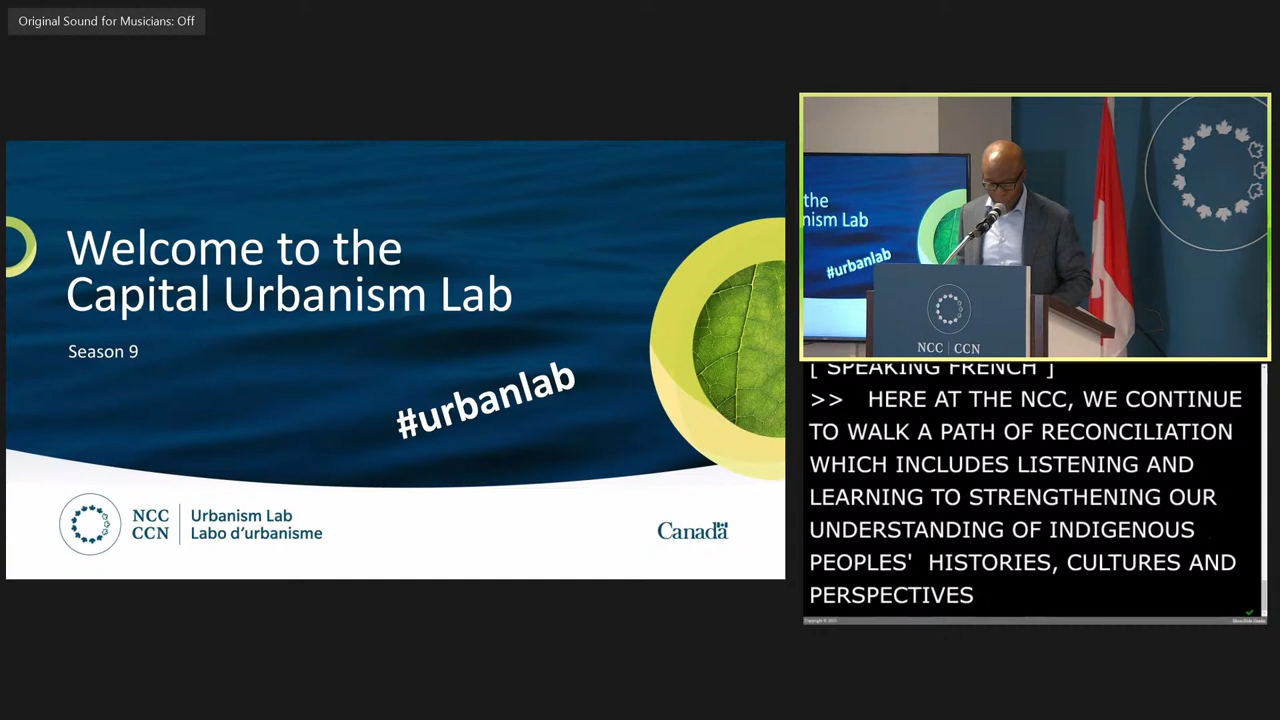 Original Sound for Musicians: Off
Welcome to the
Capital Urbanism Lab
Season 9
#urbanlab
NCC
CCN
Urbanism Lab
Labo d'urbanisme
Canada
the
nism Lab
#urbanlab
NCC | CCN
[ SPEAKING FRENCH ]
>> HERE AT THE NCC, WE CONTINUE
TO WALK A PATH OF RECONCILIATION
WHICH INCLUDES LISTENING AND
LEARNING TO STRENGTHENING OUR
UNDERSTANDING OF INDIGENOUS
PEOPLES' HISTORIES, CULTURES AND
PERSPECTIVES